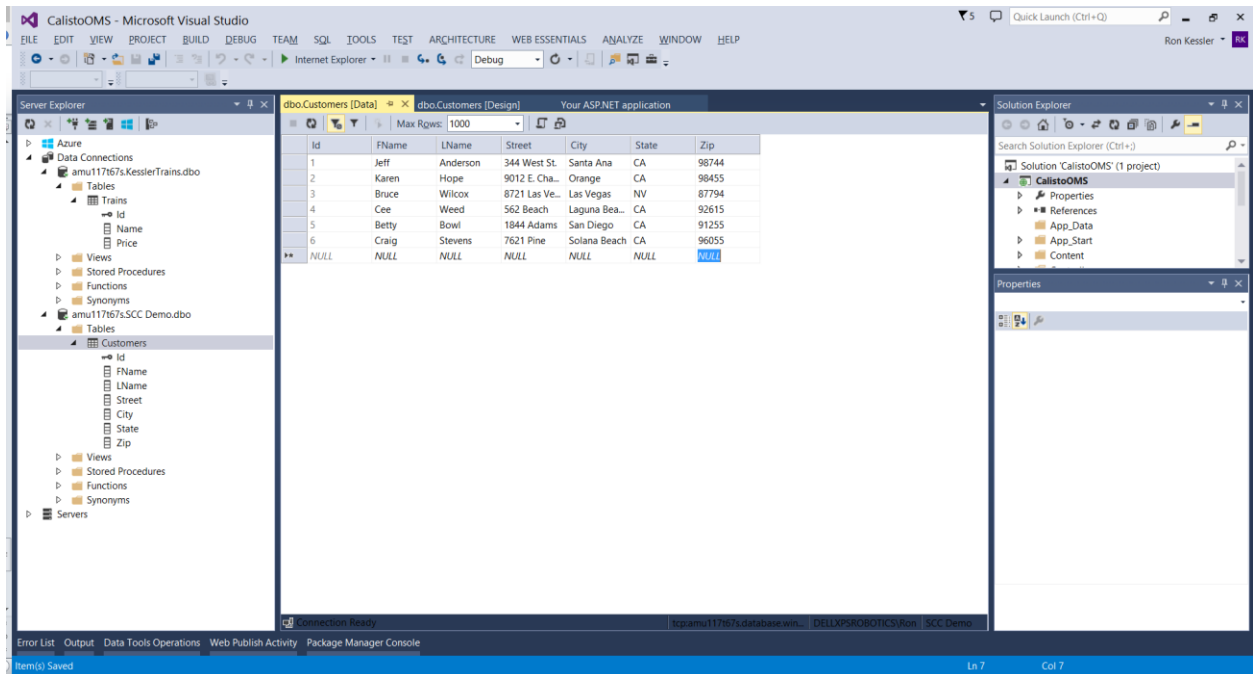 CalistoOMS - Microsoft Visual Studio
5 Quick Launch (Ctrl+Q)
FILE EDIT VIEW PROJECT BUILD DEBUG TEAM SQL TOOLS TEST ARCHITECTURE WEB ESSENTIALS ANALYZE WINDOW HELP
Ron Kessler RK
Internet Explorer Debug
Server Explorer
Azure
Data Connections
amu117t67s.KesslerTrains.dbo
Tables
Trains
Id
Name
Price
Views
Stored Procedures
Functions
Synonyms
amu117t67s.SCC Demo.dbo
Tables
Customers
Id
FName
LName
Street
City
State
Zip
Views
Stored Procedures
Functions
Synonyms
Servers
dbo.Customers [Data] dbo.Customers [Design] Your ASP.NET application
Max Rows: 1000
Id FName LName Street City State Zip
1 Jeff Anderson 344 West St. Santa Ana CA 98744
2 Karen Hope 9012 E. Cha... Orange CA 98455
3 Bruce Wilcox 8721 Las Ve... Las Vegas NV 87794
4 Cee Weed 562 Beach Laguna Bea... CA 92615
5 Betty Bowl 1844 Adams San Diego CA 91255
6 Craig Stevens 7621 Pine Solana Beach CA 96055
NULL NULL NULL NULL NULL NULL NULL
Connection Ready tcp:amu117t67s.database.win... DELLXPSROBOTICS\Ron SCC Demo
Solution Explorer
Search Solution Explorer (Ctrl+;)
Solution 'CalistoOMS' (1 project)
CalistoOMS
Properties
References
App_Data
App_Start
Content
Properties
Error List Output Data Tools Operations Web Publish Activity Package Manager Console
Item(s) Saved Ln 7 Col 7